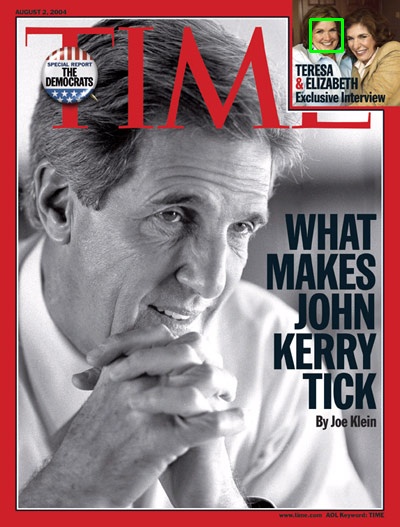 AUGUST 2, 2004
TIME
SPECIAL REPORT
THE
DEMOCRATS
TERESA
& ELIZABETH
Exclusive Interview
WHAT
MAKES
JOHN
KERRY
TICK
By Joe Klein
www.time.com AOL Keyword: TIME